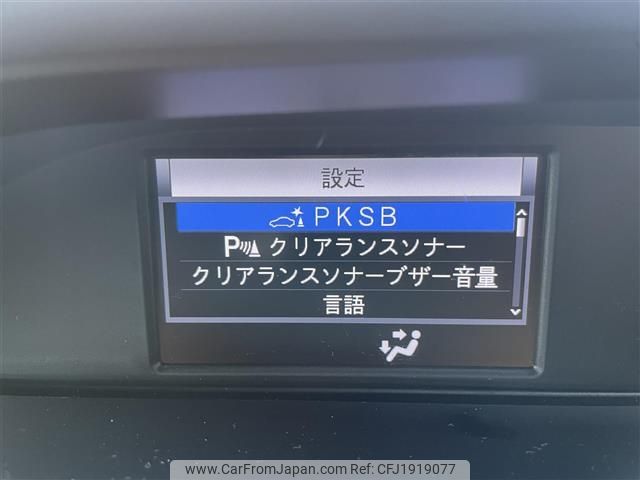 設定
PKSB
P クリアランスソナー
クリアランスソナーブザー音量
言語
www.CarFromJapan.com - CFJ1919077